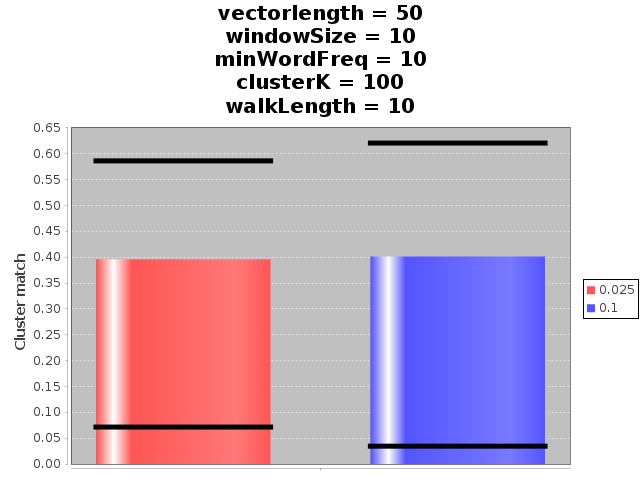 vectorlength = 50
windowSize = 10
minWordFreq = 10
clusterK = 100
walkLength = 10
0.65
0.60
0.55
0.50
0.45
0.40
0.35
0.30
0.25
0.20
0.15
0.10
0.05
0.00
Cluster match
0.025
0.1